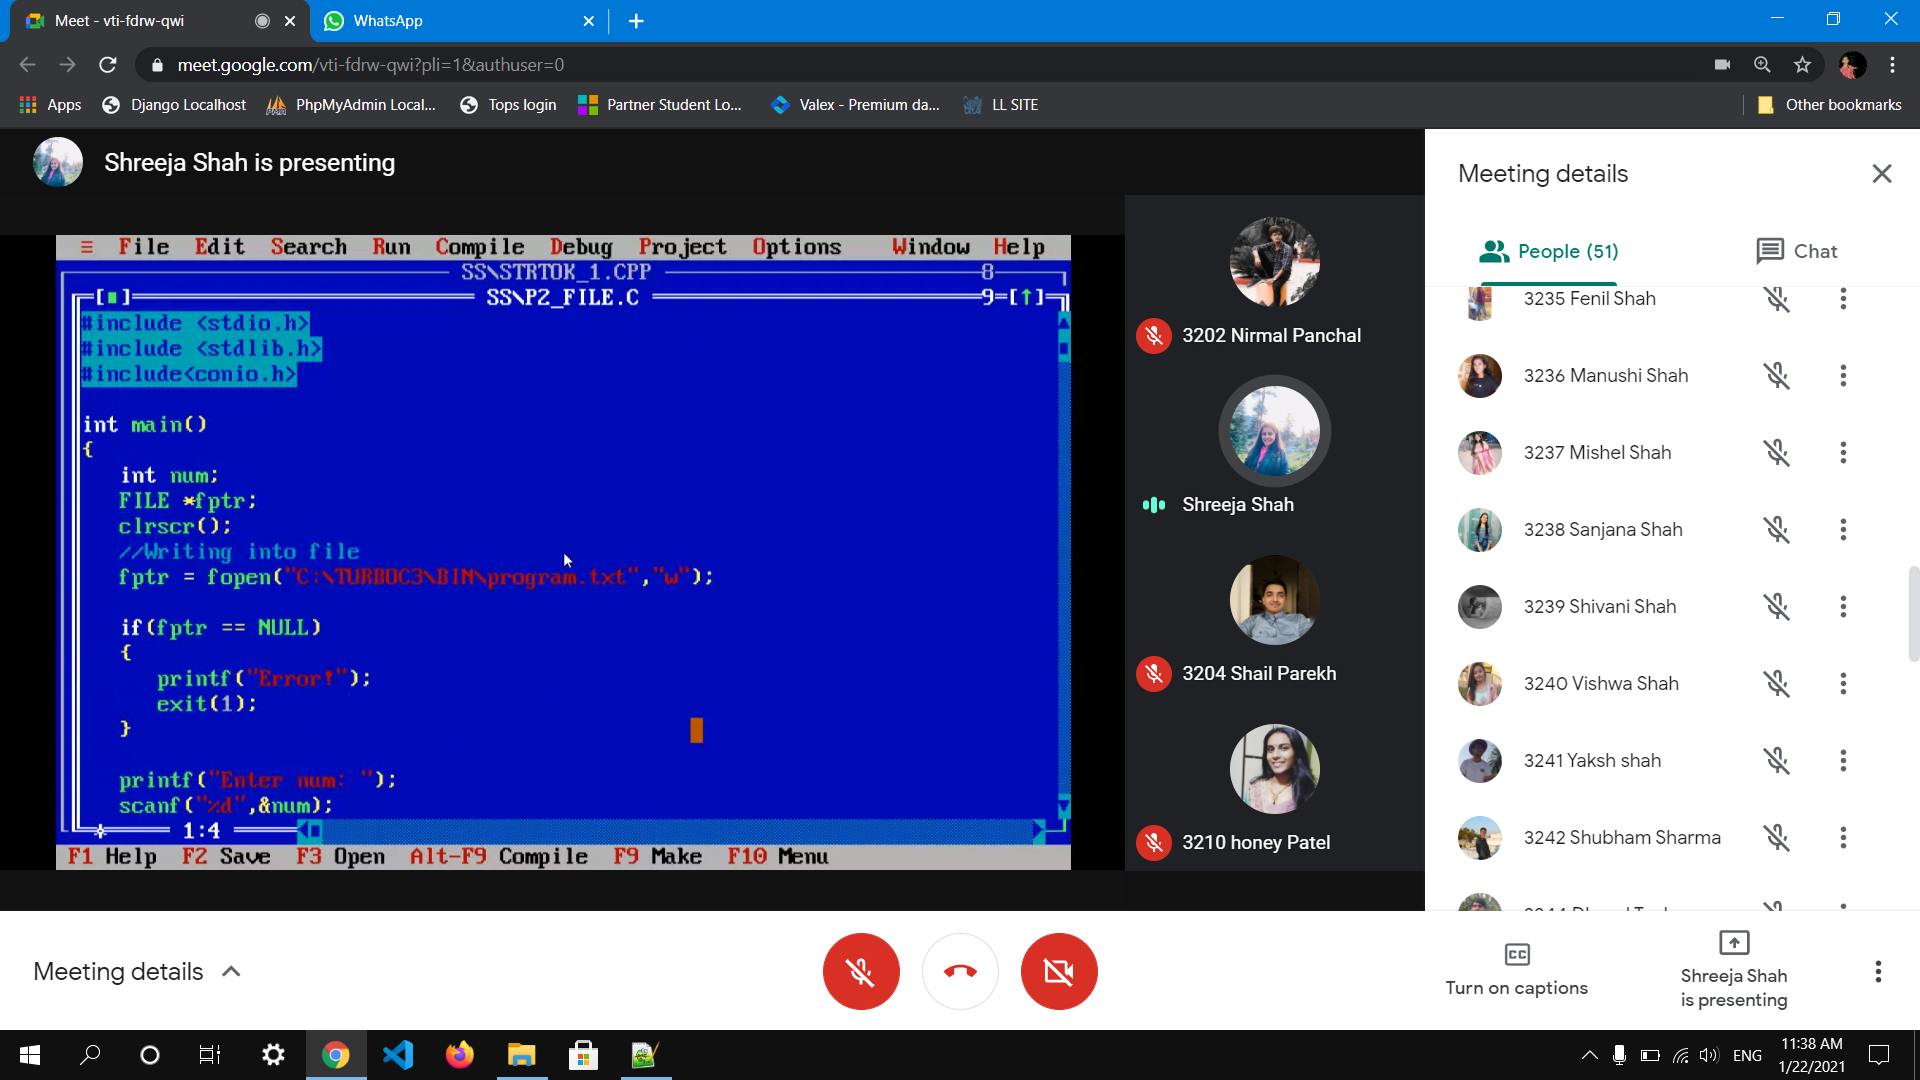 Meet - vti-fdrw-qwi
WhatsApp
meet.google.com/vti-fdrw-qwi?pli=1&authuser=0
Apps
Django Localhost
PhpMyAdmin Local...
Tops login
Partner Student Lo...
Valex - Premium da...
LL SITE
Other bookmarks
Shreeja Shah is presenting
≡ File Edit Search Run Compile Debug Project Options Window Help
SS\STRTOK_1.CPP 8
SS\P2_FILE.C 9=[↑]
#include <stdio.h>
#include <stdlib.h>
#include<conio.h>
int main()
{
int num;
FILE *fptr;
clrscr();
//Writing into file
fptr = fopen("C:\TURBOC3\BIN\program.txt","w");
if(fptr == NULL)
{
printf("Error!");
exit(1);
}
printf("Enter num: ");
scanf("%d",&num);
1:4
F1 Help F2 Save F3 Open Alt-F9 Compile F9 Make F10 Menu
3202 Nirmal Panchal
Shreeja Shah
3204 Shail Parekh
3210 honey Patel
Meeting details
People (51)
Chat
3235 Fenil Shah
3236 Manushi Shah
3237 Mishel Shah
3238 Sanjana Shah
3239 Shivani Shah
3240 Vishwa Shah
3241 Yaksh shah
3242 Shubham Sharma
Meeting details
CC
Turn on captions
Shreeja Shah
is presenting
ENG
11:38 AM
1/22/2021